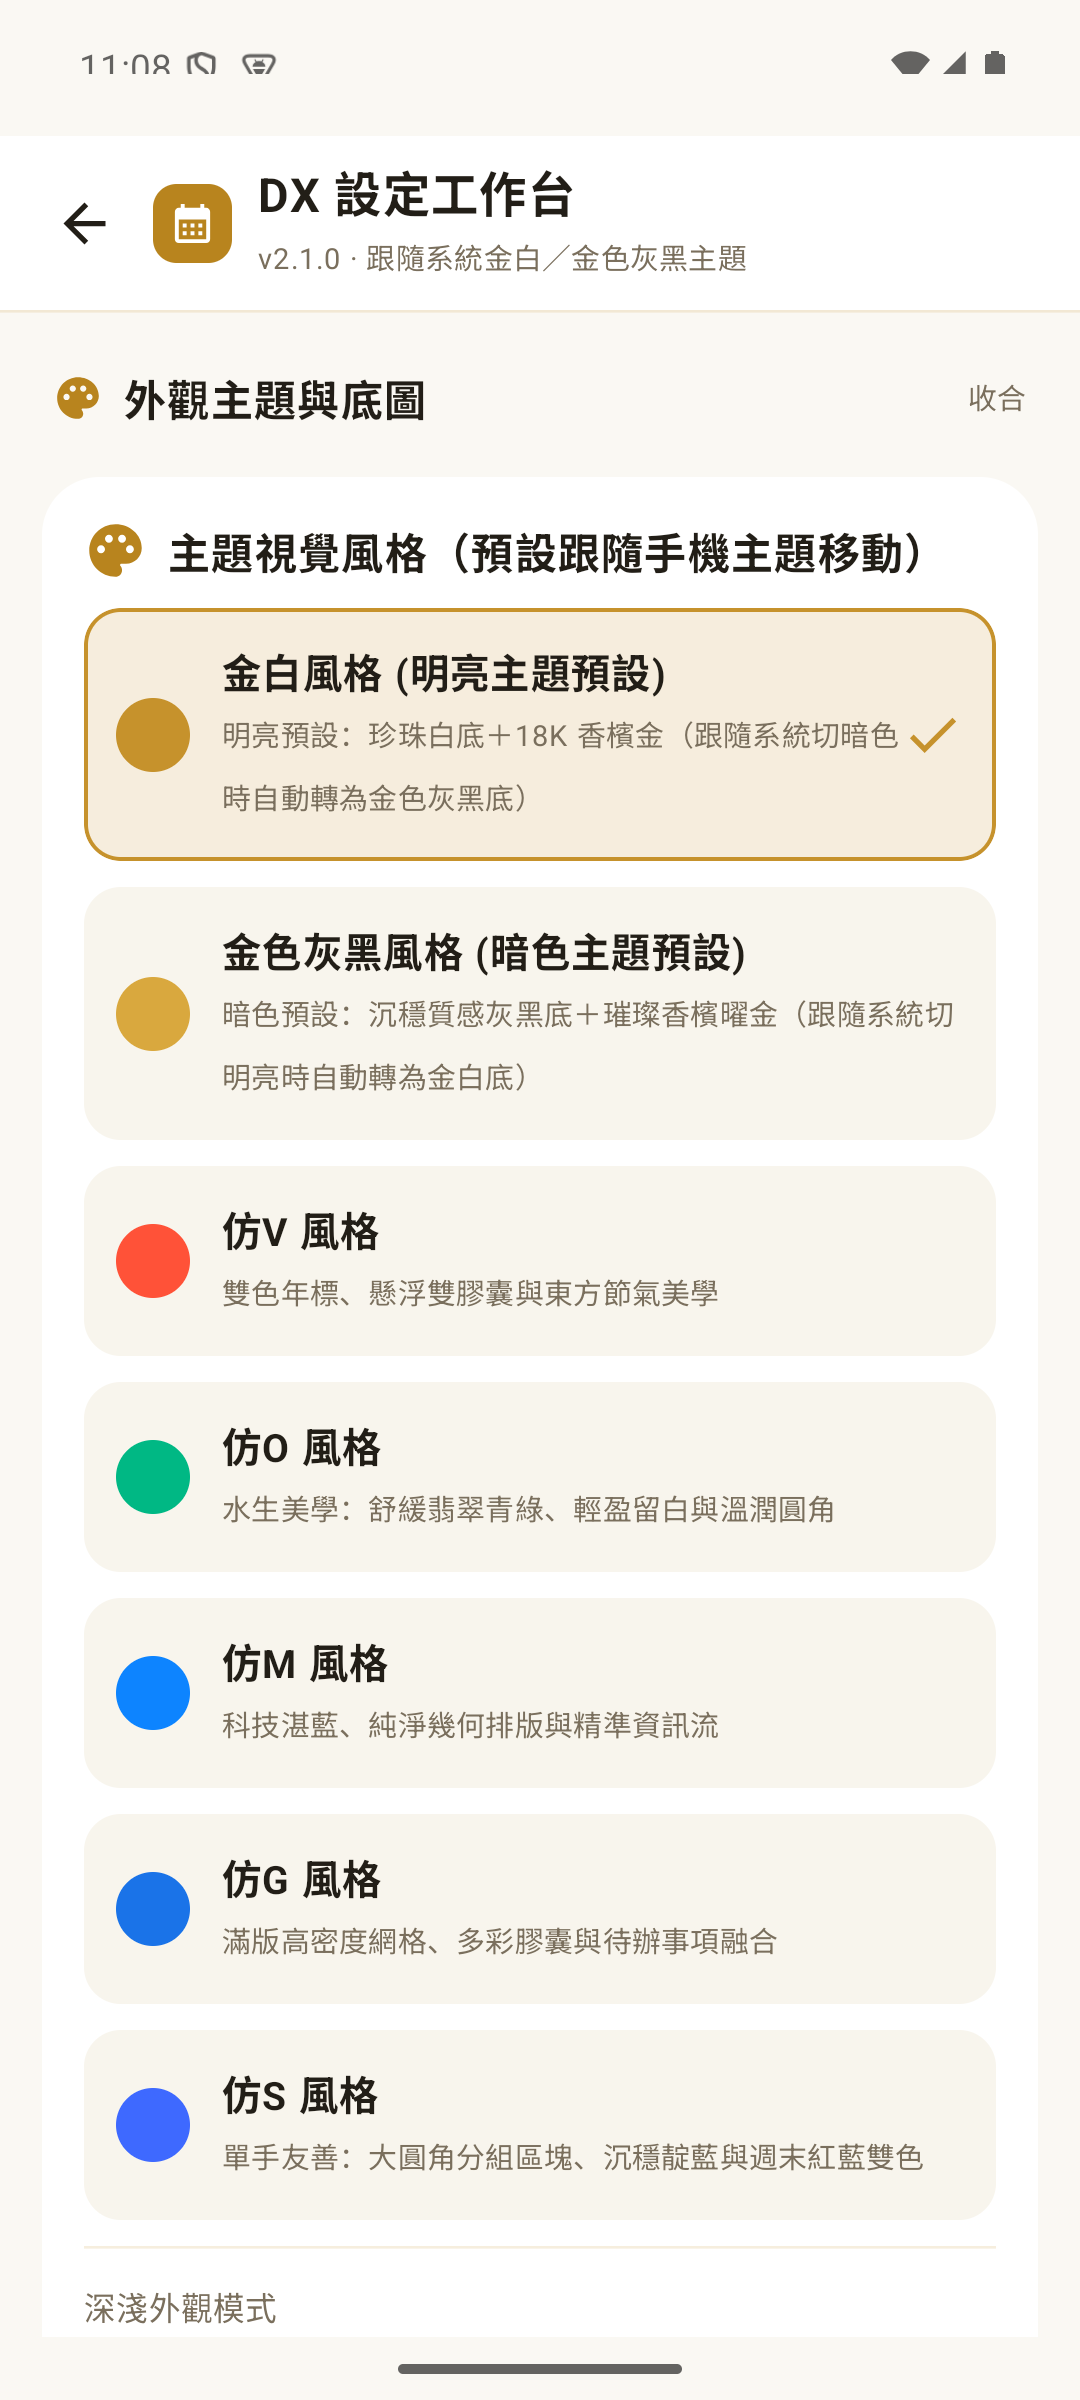 11:08
DX 設定工作台
v2.1.0 · 跟隨系統金白／金色灰黑主題
外觀主題與底圖
收合
主題視覺風格（預設跟隨手機主題移動）
金白風格 (明亮主題預設)
明亮預設：珍珠白底＋18K 香檳金（跟隨系統切暗色
時自動轉為金色灰黑底）
金色灰黑風格 (暗色主題預設)
暗色預設：沉穩質感灰黑底＋璀璨香檳曜金（跟隨系統切
明亮時自動轉為金白底）
仿V 風格
雙色年標、懸浮雙膠囊與東方節氣美學
仿O 風格
水生美學：舒緩翡翠青綠、輕盈留白與溫潤圓角
仿M 風格
科技湛藍、純淨幾何排版與精準資訊流
仿G 風格
滿版高密度網格、多彩膠囊與待辦事項融合
仿S 風格
單手友善：大圓角分組區塊、沉穩靛藍與週末紅藍雙色
深淺外觀模式